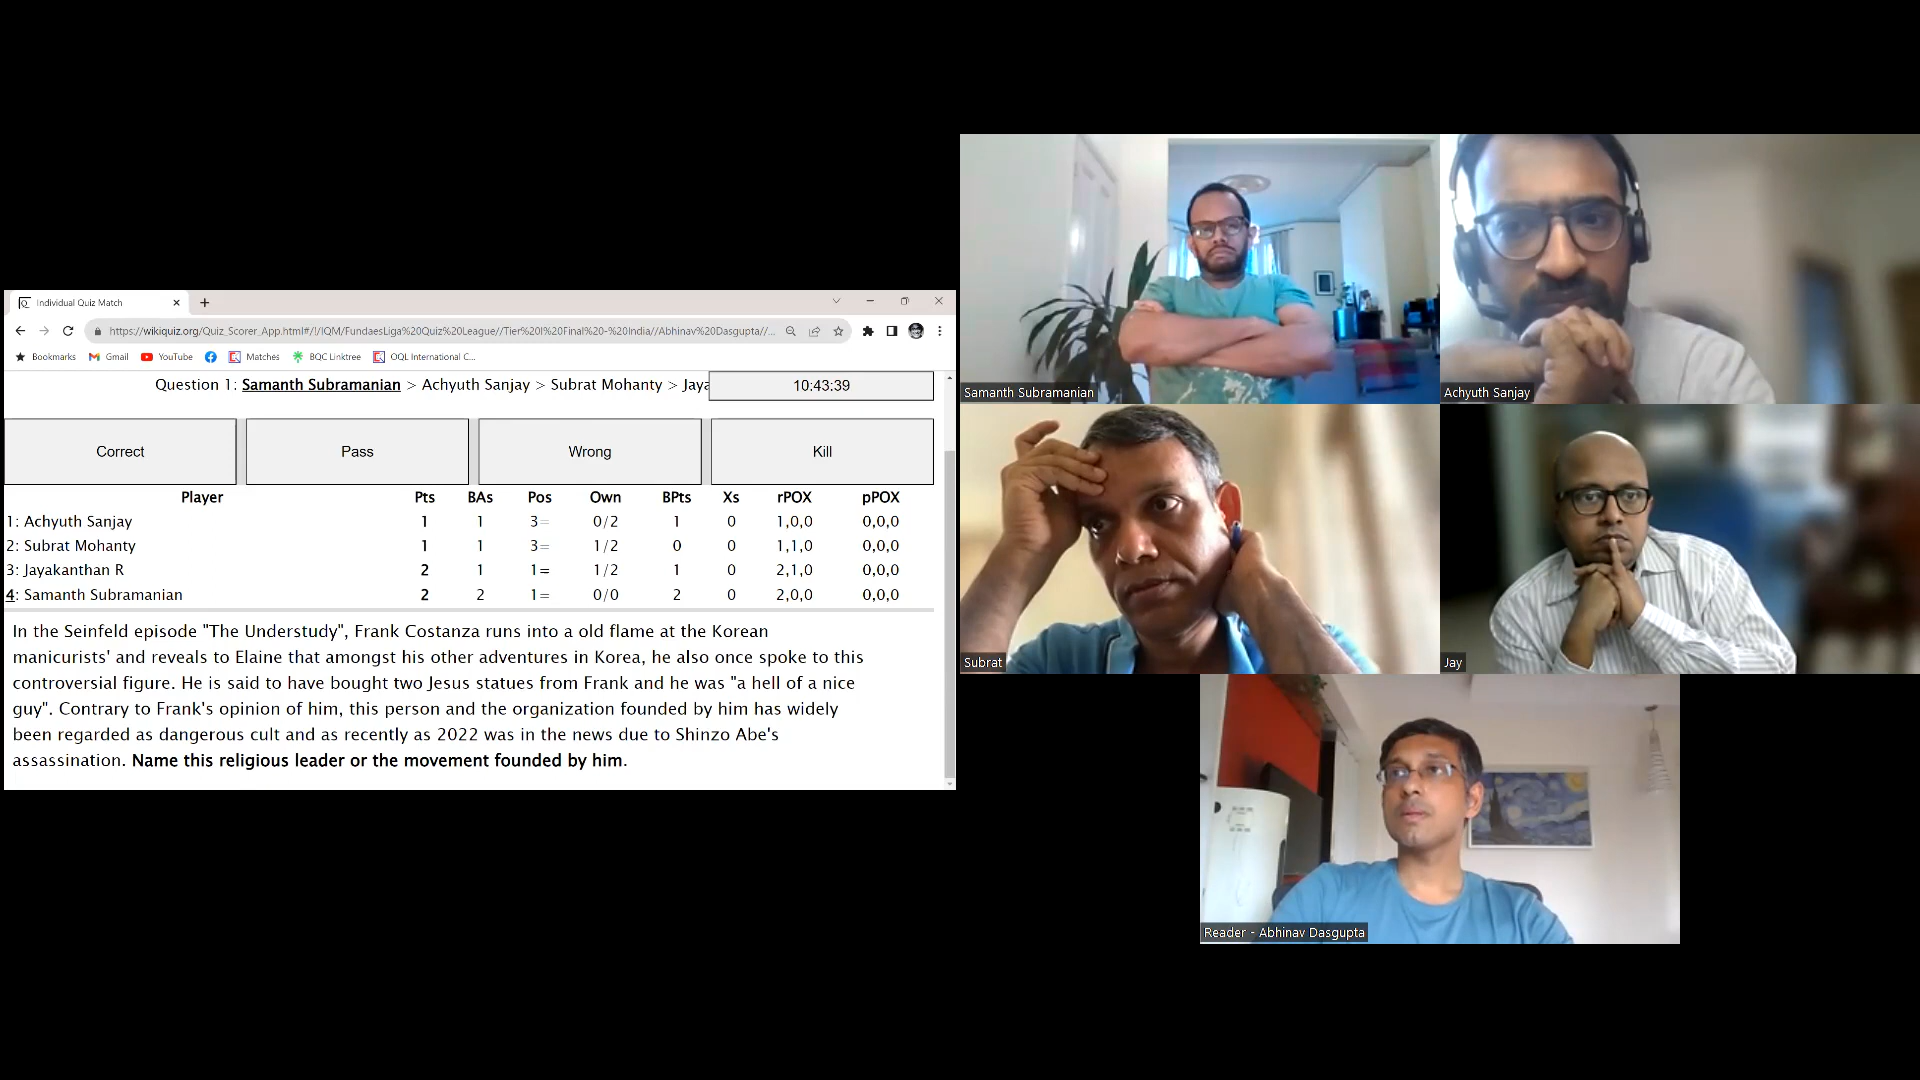 Individual Quiz Match
https://wikiquiz.org/Quiz_Scorer_App.html#/!/IQM/FundaesLiga%20Quiz%20League//Tier%20I%20Final%20-%20India//Abhinav%20Dasgupta//...
Bookmarks Gmail YouTube Matches BQC Linktree OQL International C...
Question 1: Samanth Subramanian > Achyuth Sanjay > Subrat Mohanty > Jaya
10:43:39
Correct Pass Wrong Kill
Player Pts BAs Pos Own BPts Xs rPOX pPOX
1: Achyuth Sanjay 1 1 3= 0/2 1 0 1,0,0 0,0,0
2: Subrat Mohanty 1 1 3= 1/2 0 0 1,1,0 0,0,0
3: Jayakanthan R 2 1 1= 1/2 1 0 2,1,0 0,0,0
4: Samanth Subramanian 2 2 1= 0/0 2 0 2,0,0 0,0,0
In the Seinfeld episode "The Understudy", Frank Costanza runs into a old flame at the Korean
manicurists' and reveals to Elaine that amongst his other adventures in Korea, he also once spoke to this
controversial figure. He is said to have bought two Jesus statues from Frank and he was "a hell of a nice
guy". Contrary to Frank's opinion of him, this person and the organization founded by him has widely
been regarded as dangerous cult and as recently as 2022 was in the news due to Shinzo Abe's
assassination. Name this religious leader or the movement founded by him.
Samanth Subramanian
Achyuth Sanjay
Subrat
Jay
Reader - Abhinav Dasgupta